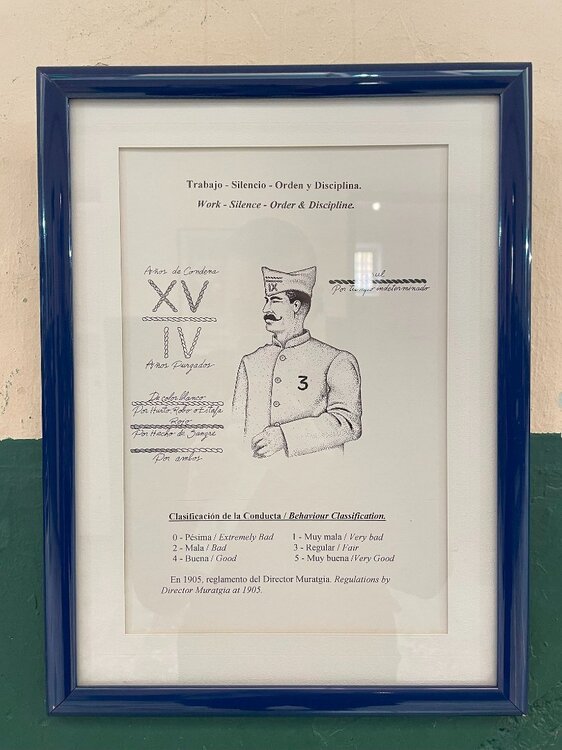 Trabajo - Silencio - Orden y Disciplina.
Work - Silence - Order & Discipline.
Años de Condena
XV
IV
Años Purgados
De color blanco
Por Hurto, Robo o Estafa
Rojo
Por Hecho de Sangre
Por ambos
IX
3
Por tiempo indeterminado
Clasificación de la Conducta / Behaviour Classification.
0 - Pésima / Extremely Bad 1 - Muy mala / Very bad
2 - Mala / Bad 3 - Regular / Fair
4 - Buena / Good 5 - Muy buena /Very Good
En 1905, reglamento del Director Muratgia. Regulations by
Director Muratgia at 1905.